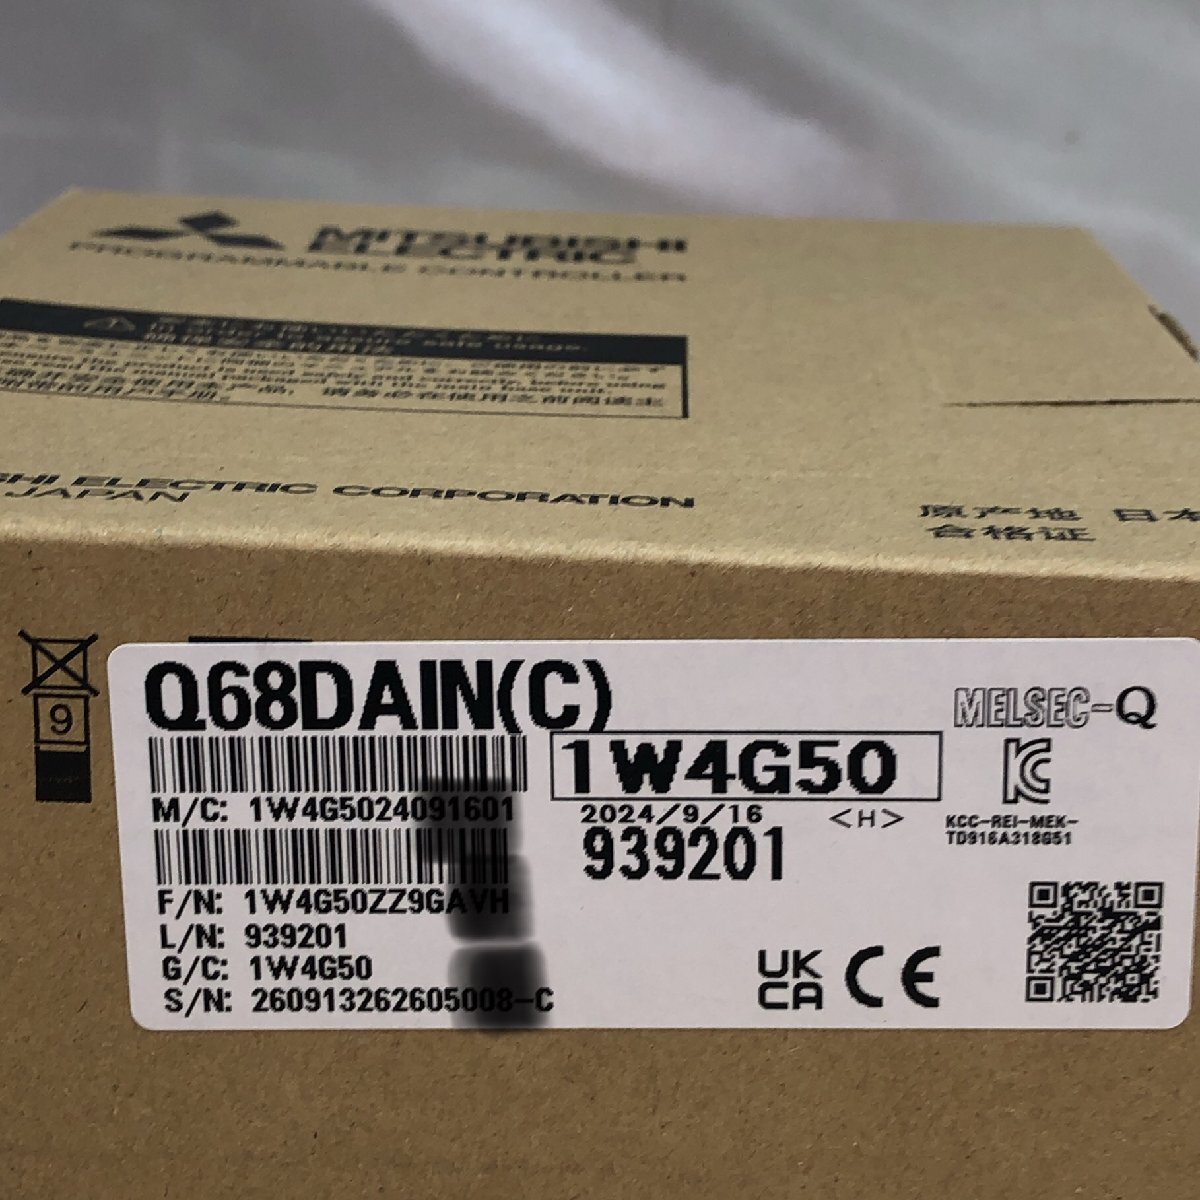 MITSUBISHI
ELECTRIC
PROGRAMMABLE CONTROLLER
ELECTRIC CORPORATION
JAPAN
原产地 日本
合格证
9
Q68DAIN(C)
MELSEC-Q
1W4G50
M/C: 1W4G5024091601
2024/9/16 <H>
KCC-REI-MEK-
TD916A318G51
939201
F/N: 1W4G50ZZ9GAVH
L/N: 939201
G/C: 1W4G50
S/N: 260913262605008-C
UK
CA
CE